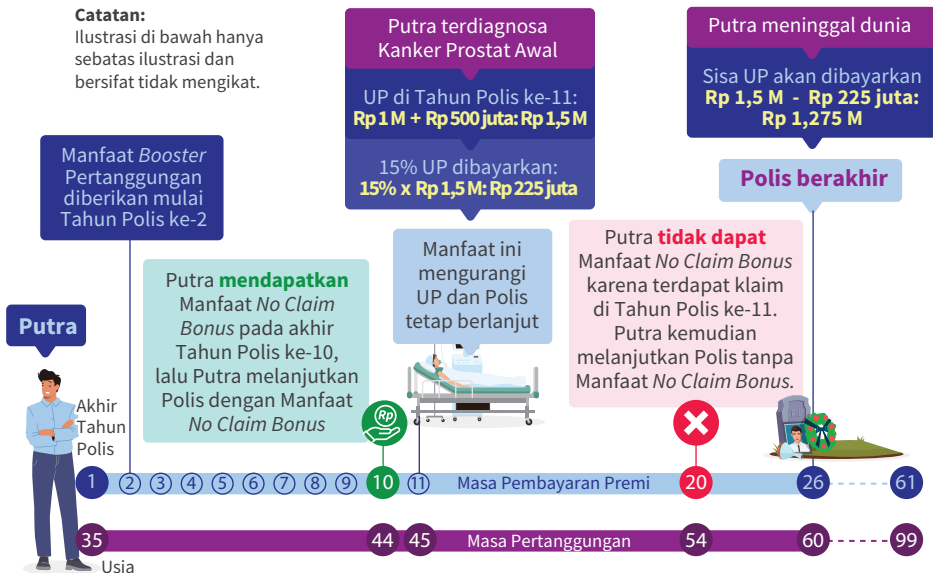 Catatan:
Ilustrasi di bawah hanya
sebatas ilustrasi dan
bersifat tidak mengikat.
Putra terdiagnosa
Kanker Prostat Awal
UP di Tahun Polis ke-11:
Rp 1 M + Rp 500 juta: Rp 1,5 M
15% UP dibayarkan:
15% x Rp 1,5 M: Rp 225 juta
Putra meninggal dunia
Sisa UP akan dibayarkan
Rp 1,5 M - Rp 225 juta:
Rp 1,275 M
Manfaat Booster
Pertanggungan
diberikan mulai
Tahun Polis ke-2
Polis berakhir
Putra mendapatkan
Manfaat No Claim
Bonus pada akhir
Tahun Polis ke-10,
lalu Putra melanjutkan
Polis dengan Manfaat
No Claim Bonus
Manfaat ini
mengurangi
UP dan Polis
tetap berlanjut
Putra tidak dapat
Manfaat No Claim Bonus
karena terdapat klaim
di Tahun Polis ke-11.
Putra kemudian
melanjutkan Polis tanpa
Manfaat No Claim Bonus.
Putra
Rp
Akhir
Tahun
Polis
1 2 3 4 5 6 7 8 9 10 11 Masa Pembayaran Premi 20 26 61
35 44 45 Masa Pertanggungan 54 60 99
Usia